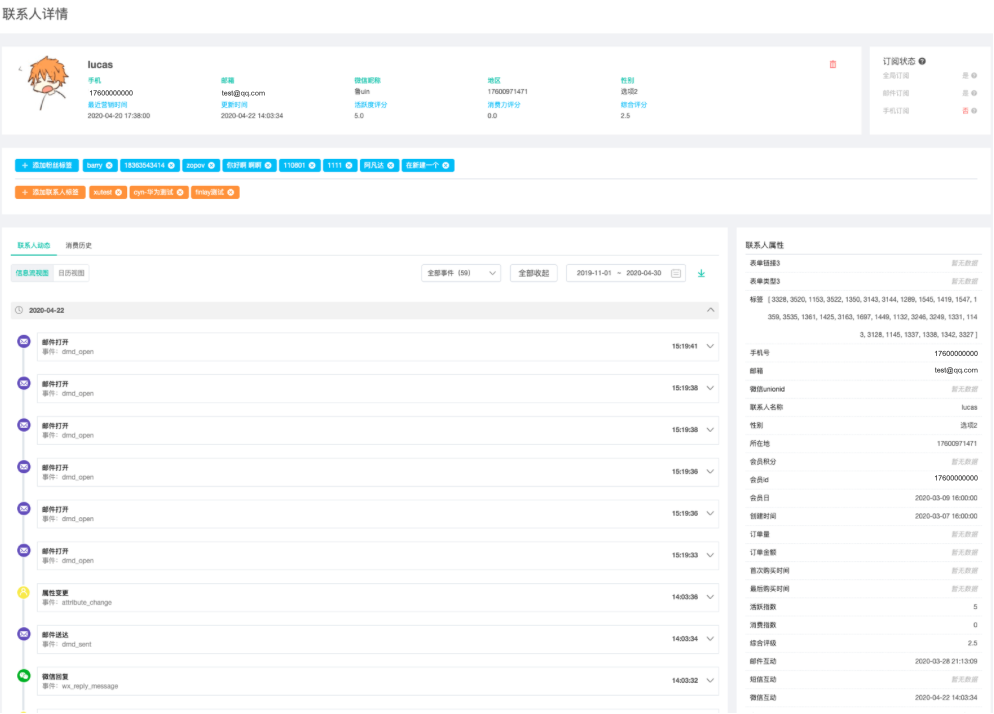 联系人详情
lucas
手机 邮箱 微信昵称 地区 性别
17600000000 test@qq.com 鲁uin 17600971471 选项2
最近营销时间 更新时间 活跃度评分 消费力评分 综合评分
2020-04-20 17:38:00 2020-04-22 14:03:34 5.0 0.0 2.5
订阅状态
全局订阅 是
邮件订阅 是
手机订阅 否
+ 添加粉丝标签 barry 18363543414 zopov 你好啊 啊啊 110801 1111 阿凡达 在新建一个
+ 添加联系人标签 xutest cyn-华为测试 finlay测试
联系人动态 消费历史
信息流视图 日历视图
全部事件 (59) 全部收起 2019-11-01 ~ 2020-04-30
2020-04-22
邮件打开
事件: dmd_open
15:19:41
邮件打开
事件: dmd_open
15:19:38
邮件打开
事件: dmd_open
15:19:38
邮件打开
事件: dmd_open
15:19:36
邮件打开
事件: dmd_open
15:19:36
邮件打开
事件: dmd_open
15:19:33
属性变更
事件: attribute_change
14:03:36
邮件送达
事件: dmd_sent
14:03:34
微信回复
事件: wx_reply_message
14:03:32
联系人属性
表单链接3 暂无数据
表单类型3 暂无数据
标签 [ 3328, 3520, 1153, 3522, 1350, 3143, 3144, 1289, 1545, 1419, 1547, 1
359, 3535, 1361, 1425, 3163, 1697, 1449, 1132, 3246, 3249, 1331, 114
3, 3128, 1145, 1337, 1338, 1342, 3327 ]
手机号 17600000000
邮箱 test@qq.com
微信unionid 暂无数据
联系人名称 lucas
性别 选项2
所在地 17600971471
会员积分 暂无数据
会员id 17600000000
会员日 2020-03-09 16:00:00
创建时间 2020-03-07 16:00:00
订单量 暂无数据
订单金额 暂无数据
首次购买时间 暂无数据
最后购买时间 暂无数据
活跃指数 5
消费指数 0
综合评级 2.5
邮件互动 2020-03-28 21:13:09
短信互动 暂无数据
微信互动 2020-04-22 14:03:34